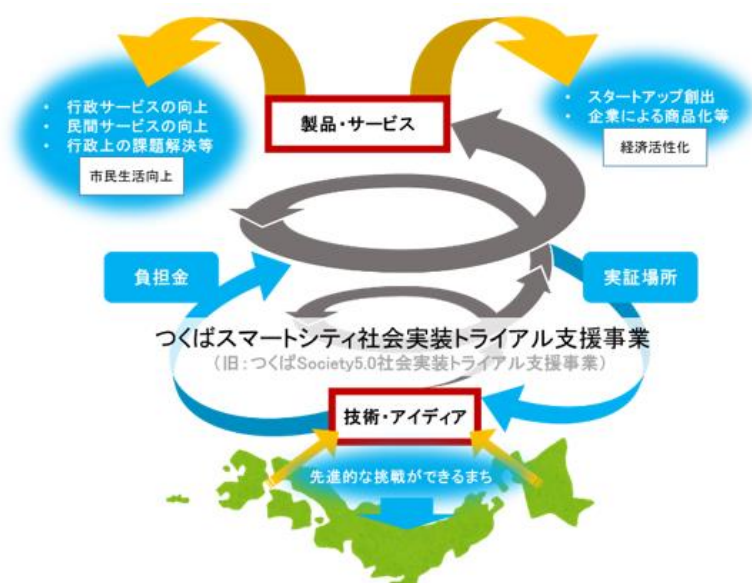 ・ 行政サービスの向上
・ 民間サービスの向上
・ 行政上の課題解決等
市民生活向上
製品・サービス
・ スタートアップ創出
・ 企業による商品化等
経済活性化
負担金
実証場所
つくばスマートシティ社会実装トライアル支援事業
（旧：つくばSociety5.0社会実装トライアル支援事業）
技術・アイディア
先進的な挑戦ができるまち